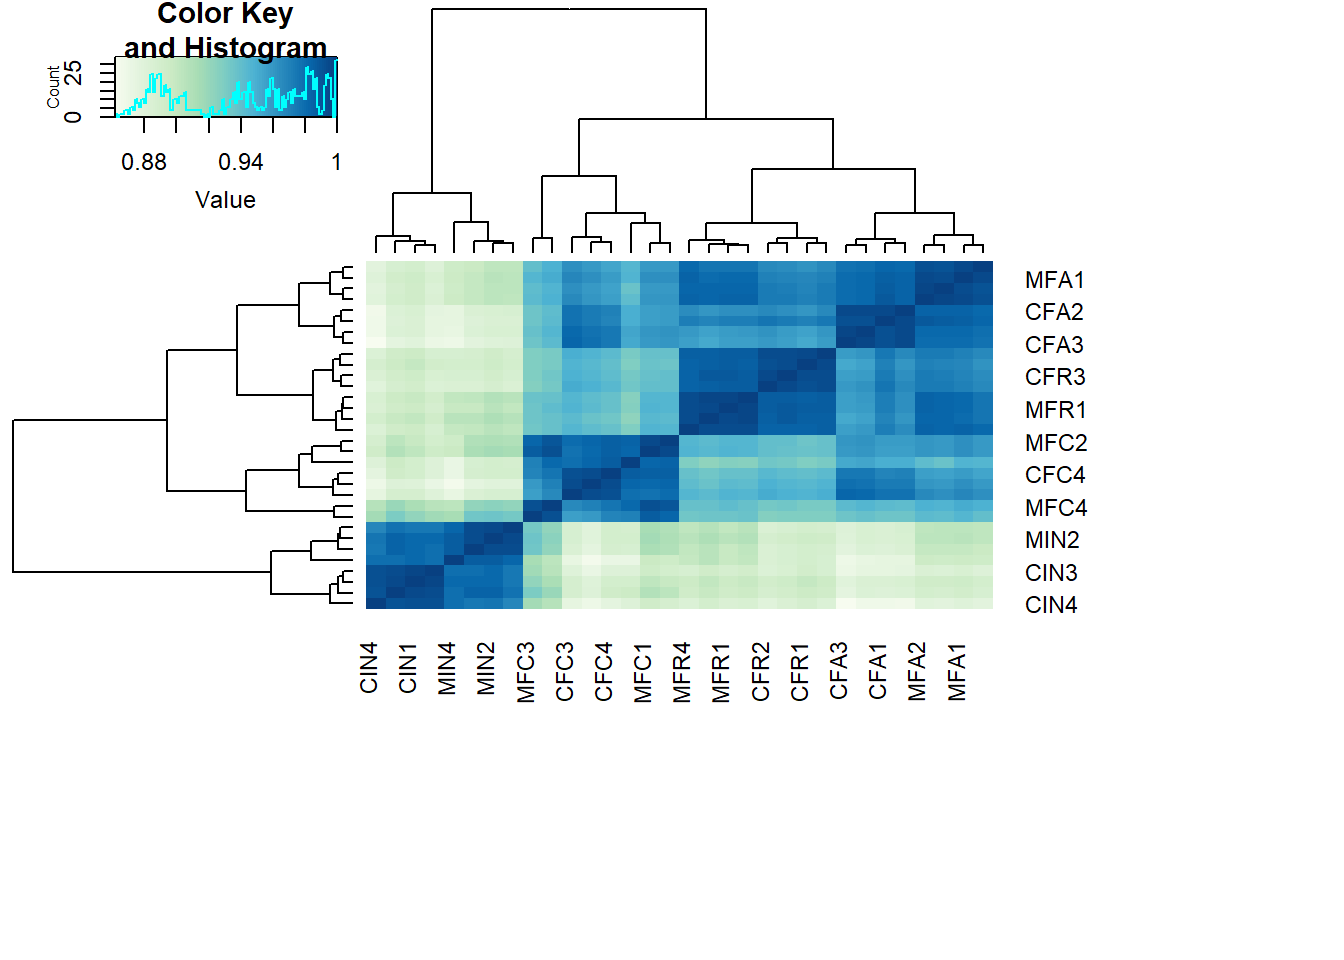 Color Key
and Histogram
Count
0 25
0.88 0.94 1
Value
MFA1
CFA2
CFA3
CFR3
MFR1
MFC2
CFC4
MFC4
MIN2
CIN3
CIN4
CIN4 CIN1 MIN4 MIN2 MFC3 CFC3 CFC4 MFC1 MFR4 MFR1 CFR2 CFR1 CFA3 CFA1 MFA2 MFA1